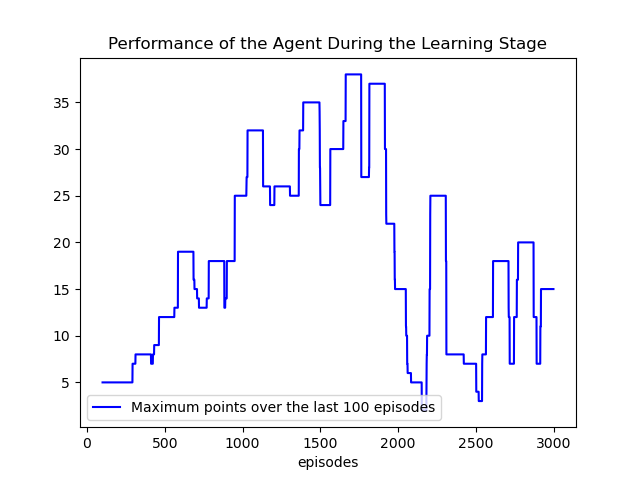 Performance of the Agent During the Learning Stage
35
30
25
20
15
10
5
Maximum points over the last 100 episodes
0 500 1000 1500 2000 2500 3000
episodes